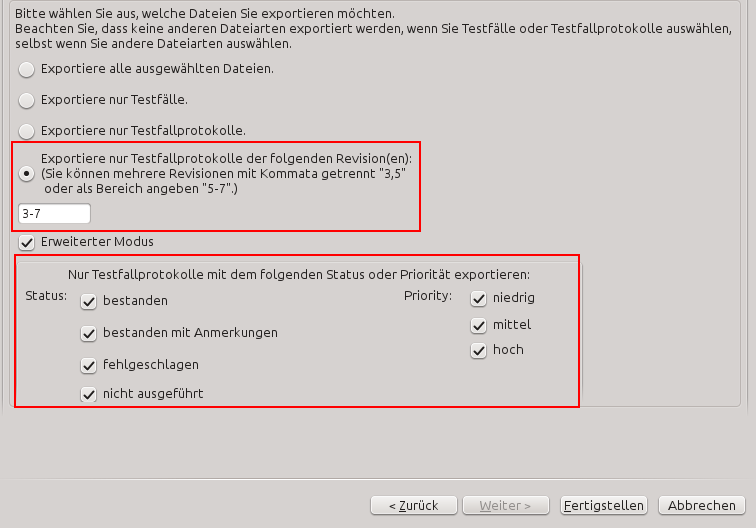 Bitte wählen Sie aus, welche Dateien Sie exportieren möchten.
Beachten Sie, dass keine anderen Dateiarten exportiert werden, wenn Sie Testfälle oder Testfallprotokolle auswählen,
selbst wenn Sie andere Dateiarten auswählen.
Exportiere alle ausgewählten Dateien.
Exportiere nur Testfälle.
Exportiere nur Testfallprotokolle.
Exportiere nur Testfallprotokolle der folgenden Revision(en):
(Sie können mehrere Revisionen mit Kommata getrennt "3,5"
oder als Bereich angeben "5-7".)
3-7
Erweiterter Modus
Nur Testfallprotokolle mit dem folgenden Status oder Priorität exportieren:
Status: bestanden Priority: niedrig
bestanden mit Anmerkungen mittel
fehlgeschlagen hoch
nicht ausgeführt
< Zurück Weiter > Fertigstellen Abbrechen